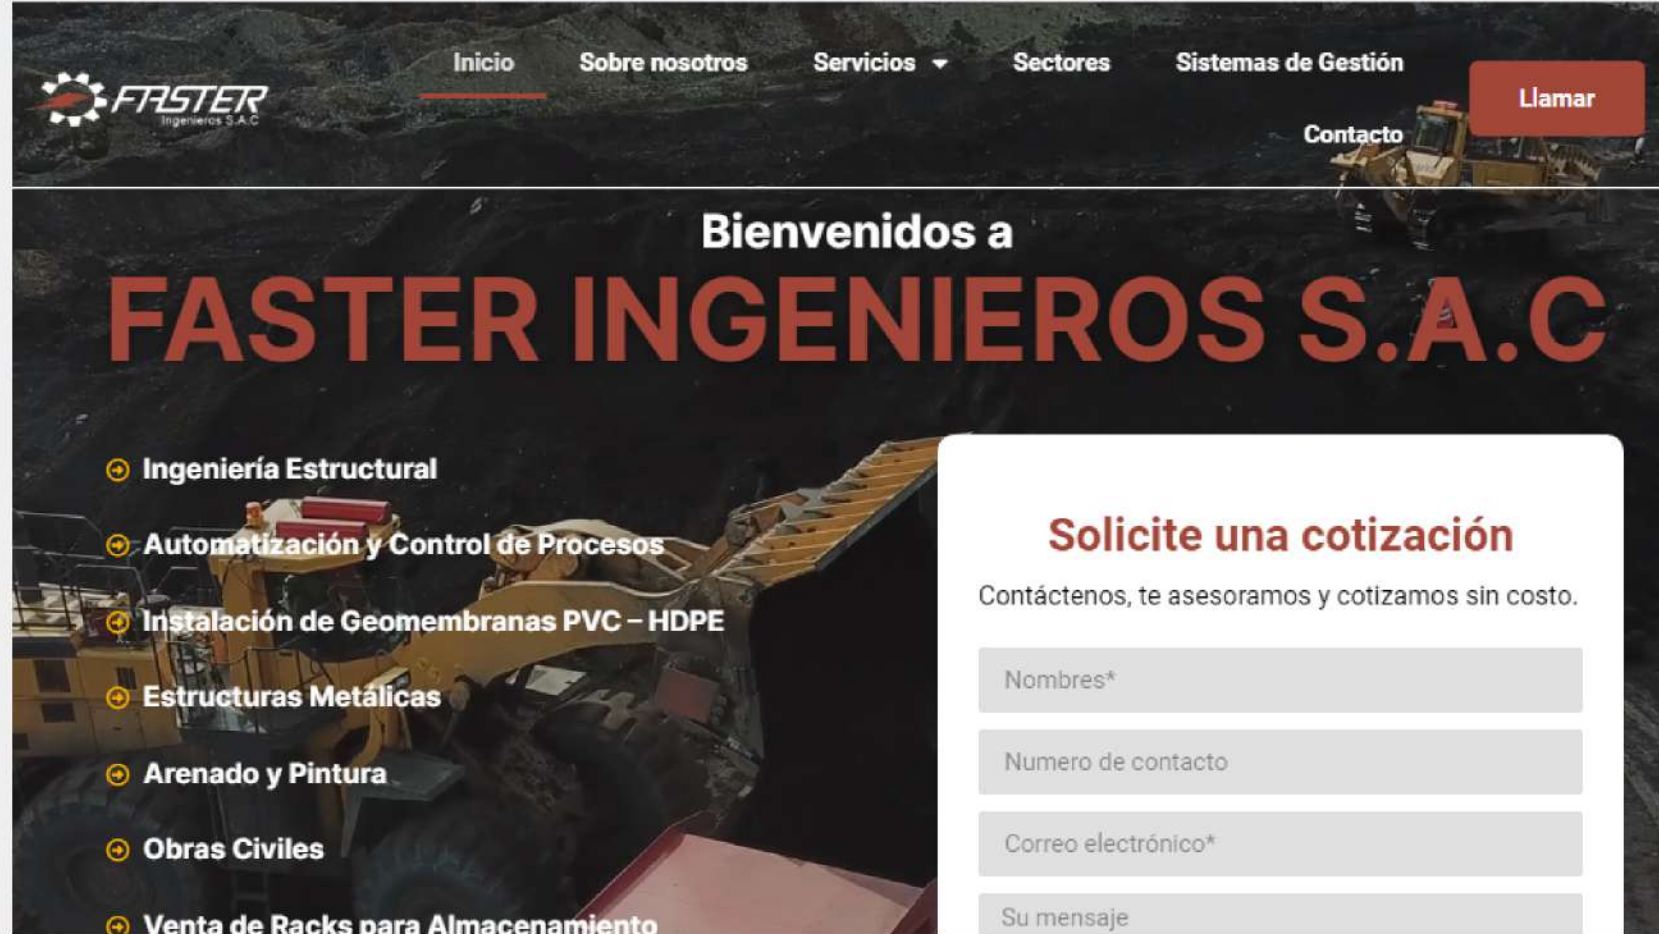 FASTER
Ingenieros S.A.C
Inicio
Sobre nosotros
Servicios
Sectores
Sistemas de Gestión
Contacto
Llamar
Bienvenidos a
FASTER INGENIEROS S.A.C
Ingeniería Estructural
Automatización y Control de Procesos
Instalación de Geomembranas PVC – HDPE
Estructuras Metálicas
Arenado y Pintura
Obras Civiles
Venta de Racks para Almacenamiento
Solicite una cotización
Contáctenos, te asesoramos y cotizamos sin costo.
Nombres*
Numero de contacto
Correo electrónico*
Su mensaje